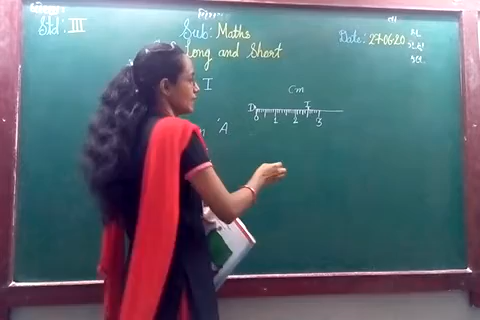 Std: III
Sub: Maths
Date: 27-06-20
Long and Short
I
cm
D I
0 1 2 3
A